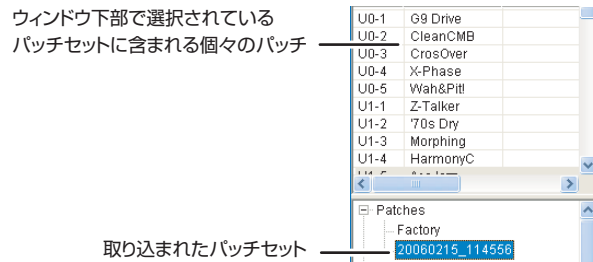 ウィンドウ下部で選択されている
パッチセットに含まれる個々のパッチ
U0-1 G9 Drive
U0-2 CleanCMB
U0-3 CrosOver
U0-4 X-Phase
U0-5 Wah&Pit!
U1-1 Z-Talker
U1-2 '70s Dry
U1-3 Morphing
U1-4 HarmonyC
Patches
Factory
取り込まれたパッチセット
20060215_114556